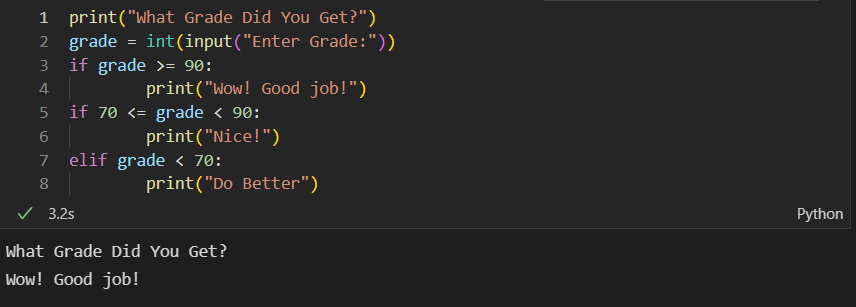 1 print("What Grade Did You Get?")
2 grade = int(input("Enter Grade:"))
3 if grade >= 90:
4         print("Wow! Good job!")
5 if 70 <= grade < 90:
6         print("Nice!")
7 elif grade < 70:
8         print("Do Better")
✓ 3.2s Python
What Grade Did You Get?
Wow! Good job!